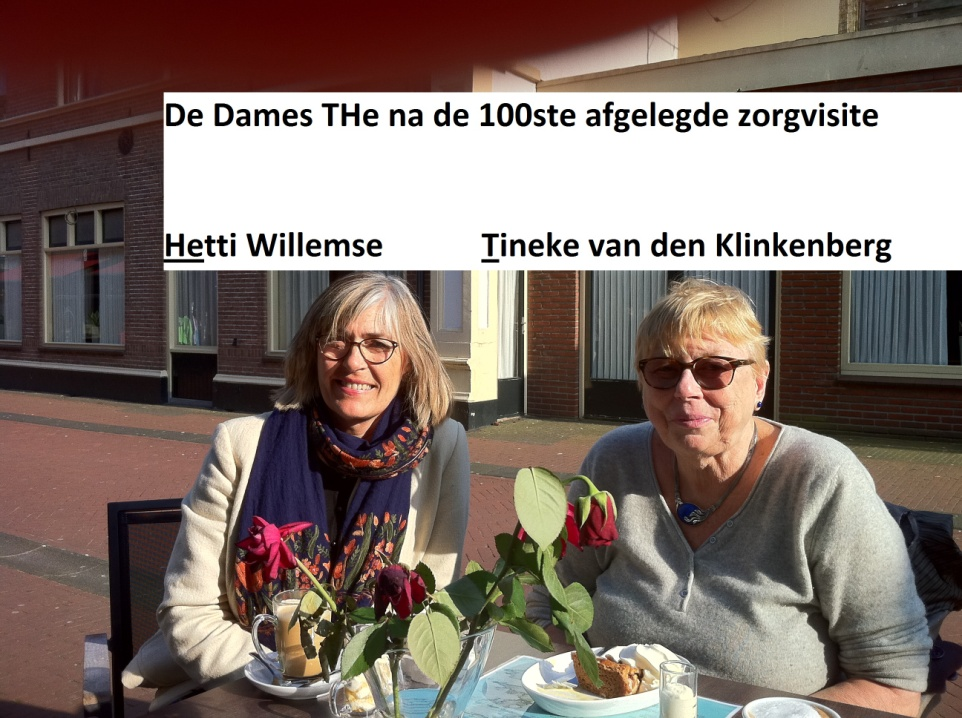 De Dames THe na de 100ste afgelegde zorgvisite
Hetti Willemse Tineke van den Klinkenberg